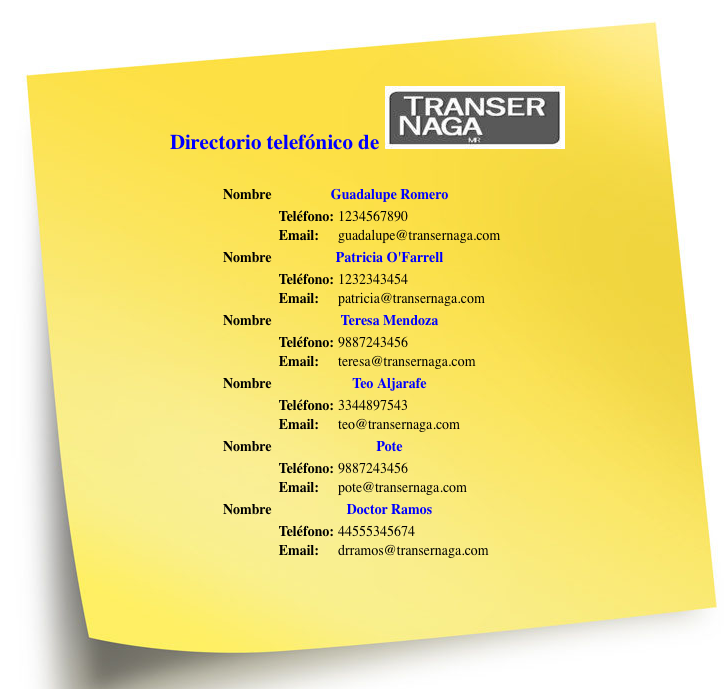 Directorio telefónico de TRANSER NAGA MR
Nombre Guadalupe Romero
Teléfono: 1234567890
Email: guadalupe@transernaga.com
Nombre Patricia O'Farrell
Teléfono: 1232343454
Email: patricia@transernaga.com
Nombre Teresa Mendoza
Teléfono: 9887243456
Email: teresa@transernaga.com
Nombre Teo Aljarafe
Teléfono: 3344897543
Email: teo@transernaga.com
Nombre Pote
Teléfono: 9887243456
Email: pote@transernaga.com
Nombre Doctor Ramos
Teléfono: 44555345674
Email: drramos@transernaga.com